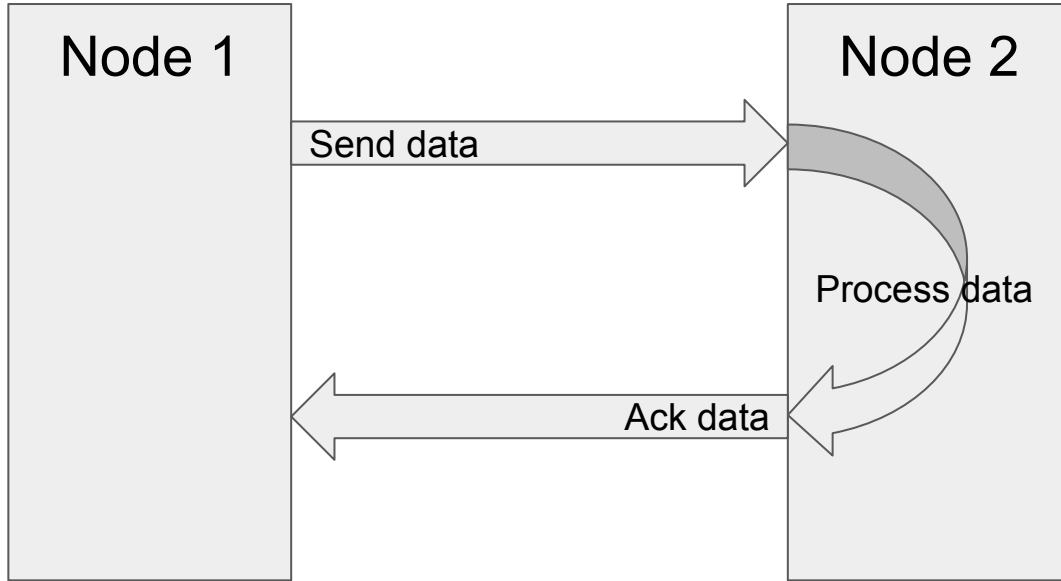 Node 1
Node 2
Send data
Process data
Ack data